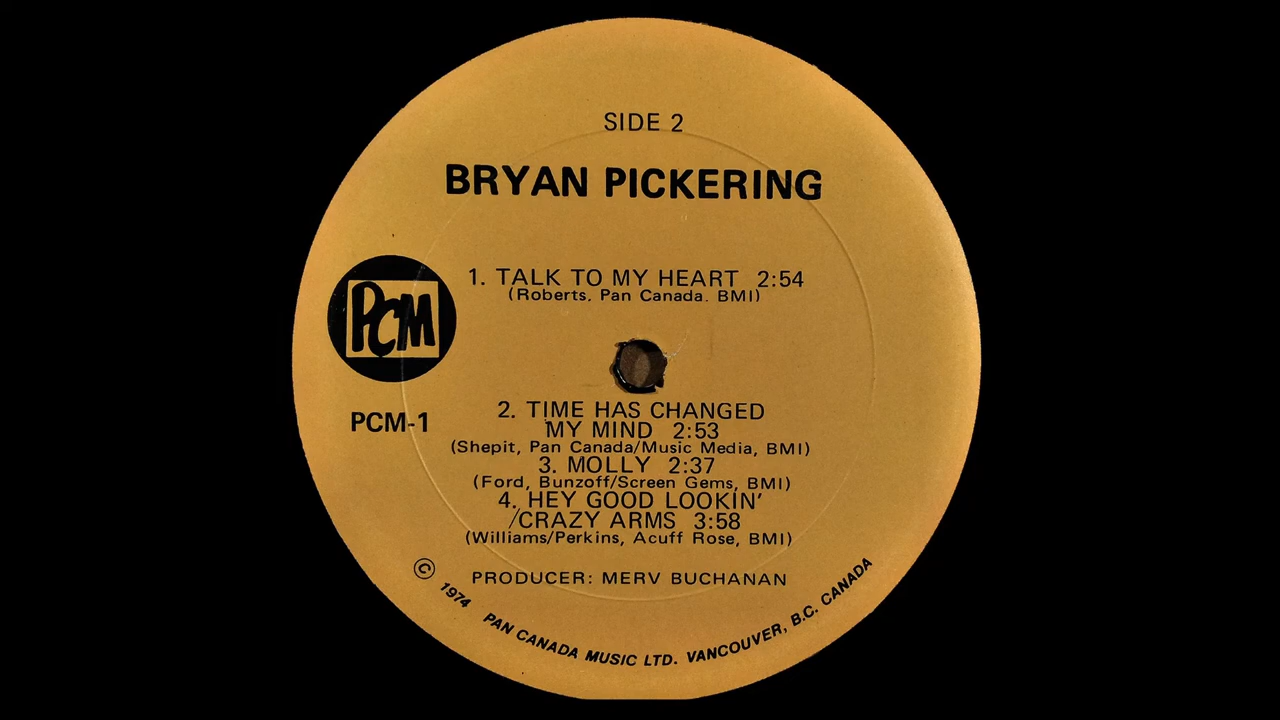 SIDE 2
BRYAN PICKERING
1. TALK TO MY HEART 2:54
(Roberts. Pan Canada. BMI)
PCM
PCM-1
2. TIME HAS CHANGED
MY MIND 2:53
(Shepit, Pan Canada/Music Media, BMI)
3. MOLLY 2:37
(Ford, Bunzoff/Screen Gems, BMI)
4. HEY GOOD LOOKIN'
/CRAZY ARMS 3:58
(Williams/Perkins, Acuff Rose, BMI)
PRODUCER: MERV BUCHANAN
© 1974 PAN CANADA MUSIC LTD. VANCOUVER, B.C. CANADA